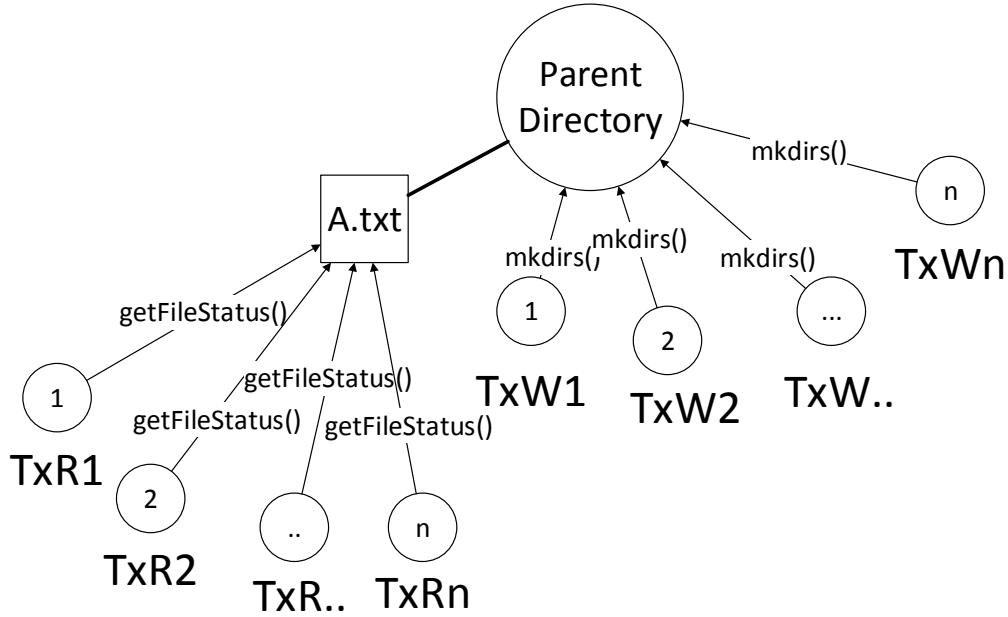 Parent
Directory
mkdirs()
n
A.txt
TxWn
mkdirs()
mkdirs()
mkdirs()
getFileStatus()
1
2
...
TxW1
TxW2
TxW..
getFileStatus()
1
getFileStatus()
getFileStatus()
TxR1
2
..
n
TxR2
TxR..
TxRn